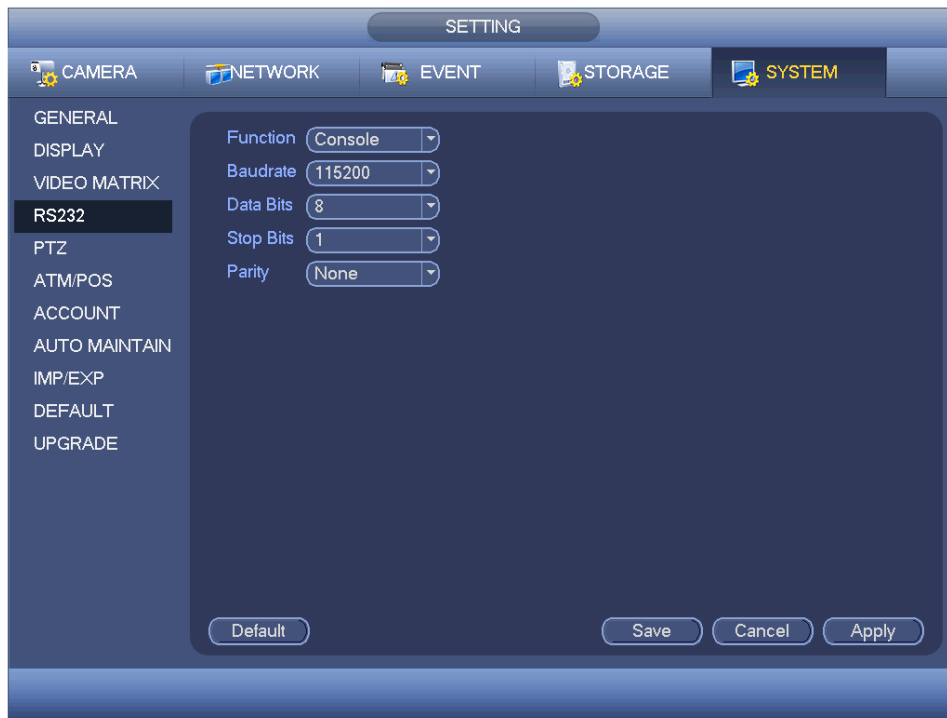 SETTING
CAMERA NETWORK EVENT STORAGE SYSTEM
GENERAL
DISPLAY
VIDEO MATRIX
RS232
PTZ
ATM/POS
ACCOUNT
AUTO MAINTAIN
IMP/EXP
DEFAULT
UPGRADE
Function Console
Baudrate 115200
Data Bits 8
Stop Bits 1
Parity None
Default Save Cancel Apply